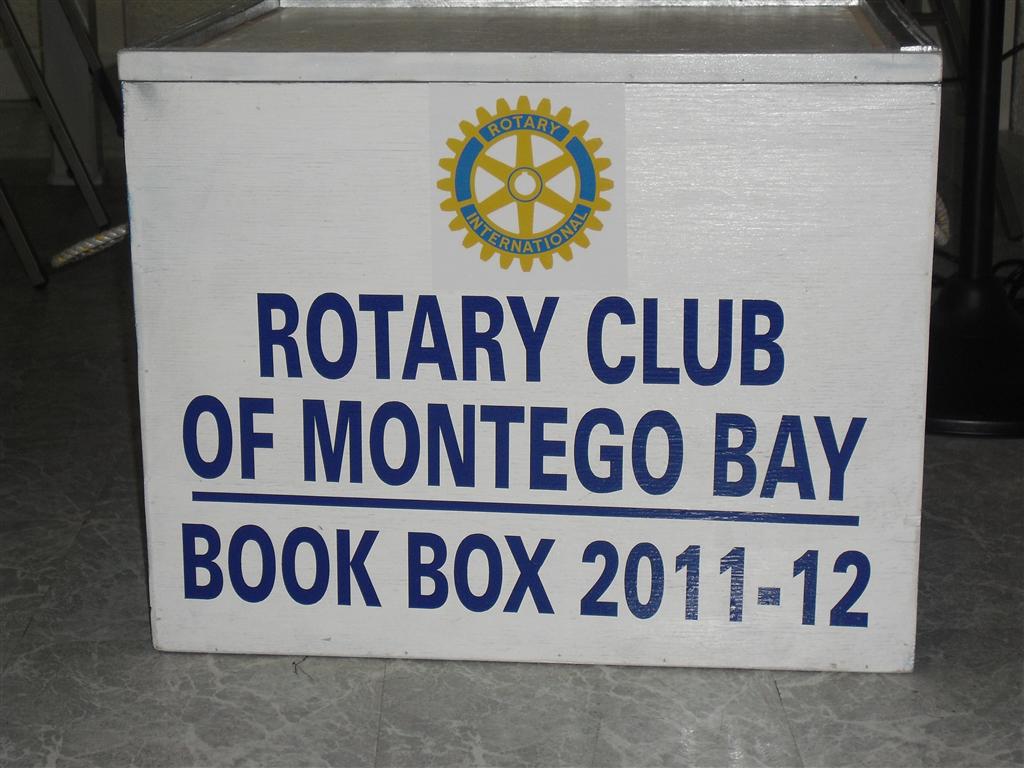 ROTARY
INTERNATIONAL
ROTARY CLUB
OF MONTEGO BAY
BOOK BOX 2011-12